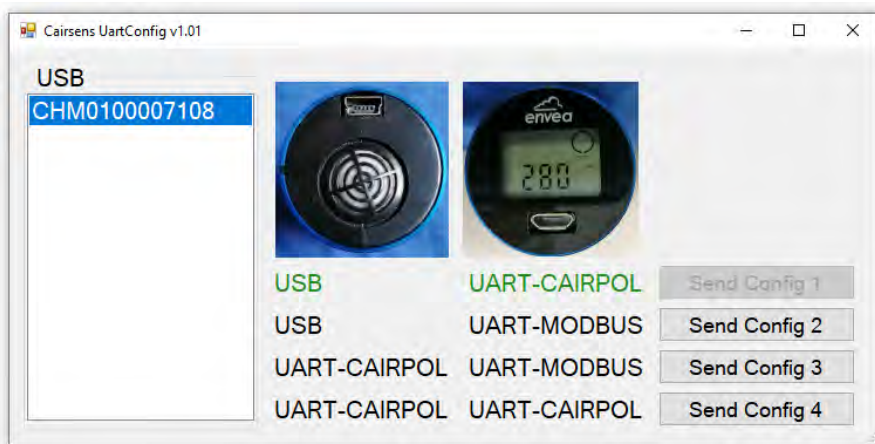 Cairsens UartConfig v1.01
USB
CHM0100007108
envea
280
USB UART-CAIRPOL Send Config 1
USB UART-MODBUS Send Config 2
UART-CAIRPOL UART-MODBUS Send Config 3
UART-CAIRPOL UART-CAIRPOL Send Config 4